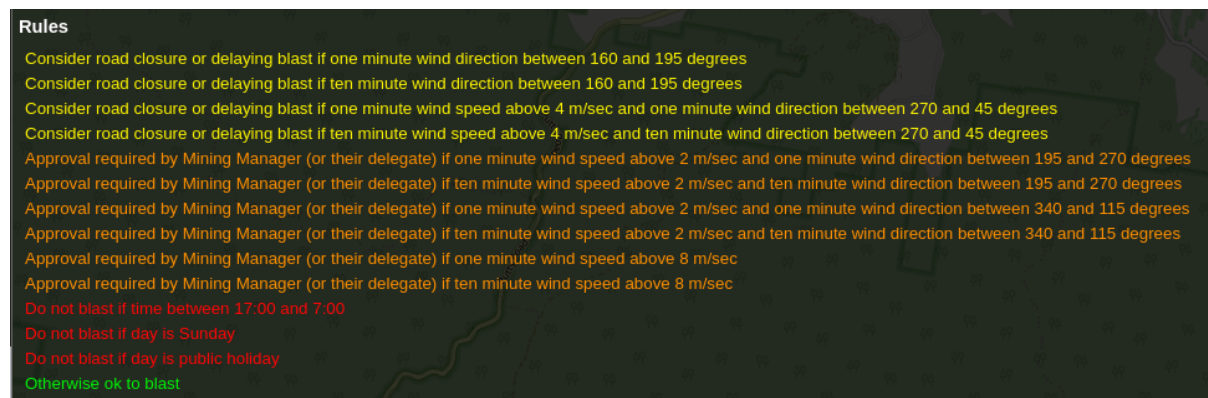 Rules
Consider road closure or delaying blast if one minute wind direction between 160 and 195 degrees
Consider road closure or delaying blast if ten minute wind direction between 160 and 195 degrees
Consider road closure or delaying blast if one minute wind speed above 4 m/sec and one minute wind direction between 270 and 45 degrees
Consider road closure or delaying blast if ten minute wind speed above 4 m/sec and ten minute wind direction between 270 and 45 degrees
Approval required by Mining Manager (or their delegate) if one minute wind speed above 2 m/sec and one minute wind direction between 195 and 270 degrees
Approval required by Mining Manager (or their delegate) if ten minute wind speed above 2 m/sec and ten minute wind direction between 195 and 270 degrees
Approval required by Mining Manager (or their delegate) if one minute wind speed above 2 m/sec and one minute wind direction between 340 and 115 degrees
Approval required by Mining Manager (or their delegate) if ten minute wind speed above 2 m/sec and ten minute wind direction between 340 and 115 degrees
Approval required by Mining Manager (or their delegate) if one minute wind speed above 8 m/sec
Approval required by Mining Manager (or their delegate) if ten minute wind speed above 8 m/sec
Do not blast if time between 17:00 and 7:00
Do not blast if day is Sunday
Do not blast if day is public holiday
Otherwise ok to blast